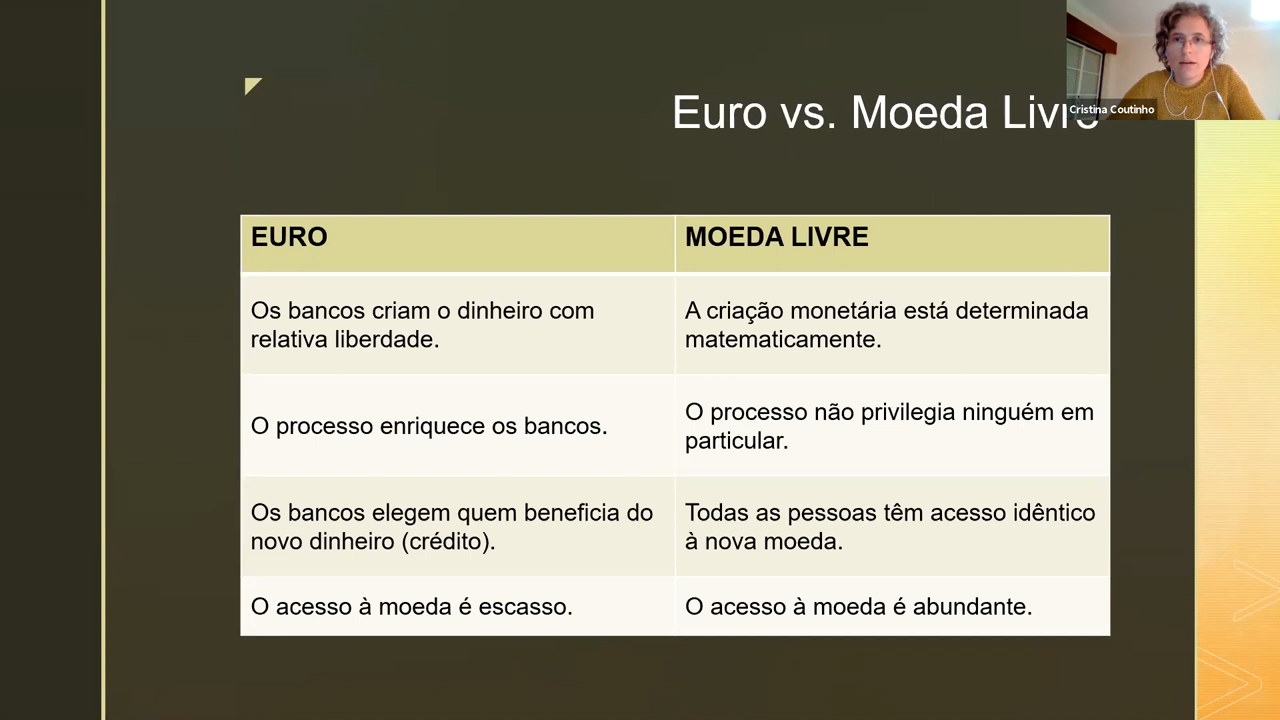 Euro vs. Moeda Livre
Cristina Coutinho
EURO
MOEDA LIVRE
Os bancos criam o dinheiro com
relativa liberdade.
A criação monetária está determinada
matematicamente.
O processo enriquece os bancos.
O processo não privilegia ninguém em
particular.
Os bancos elegem quem beneficia do
novo dinheiro (crédito).
Todas as pessoas têm acesso idêntico
à nova moeda.
O acesso à moeda é escasso.
O acesso à moeda é abundante.